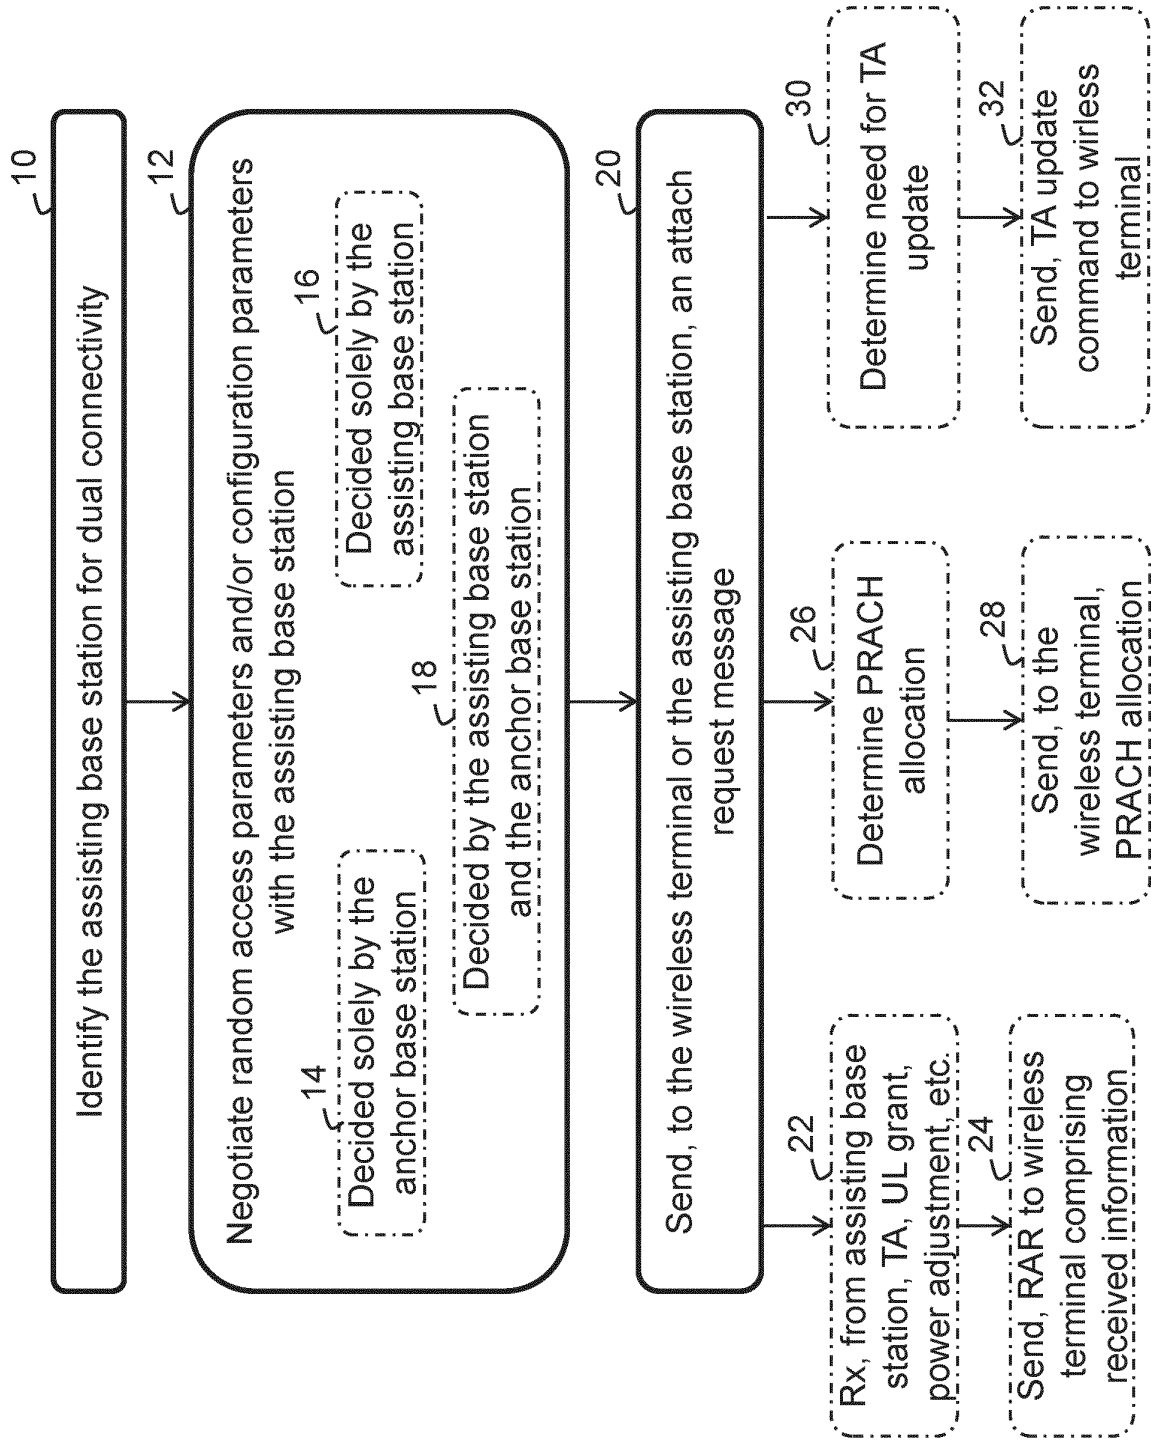 10
Identify the assisting base station for dual connectivity
12
Negotiate random access parameters and/or configuration parameters
with the assisting base station
14
Decided solely by the
anchor base station
16
Decided solely by the
assisting base station
18
Decided by the assisting base station
and the anchor base station
20
Send, to the wireless terminal or the assisting base station, an attach
request message
22
Rx, from assisting base
station, TA, UL grant,
power adjustment, etc.
24
Send, RAR to wireless
terminal comprising
received information
26
Determine PRACH
allocation
28
Send, to the
wireless terminal,
PRACH allocation
30
Determine need for TA
update
32
Send, TA update
command to wirless
terminal